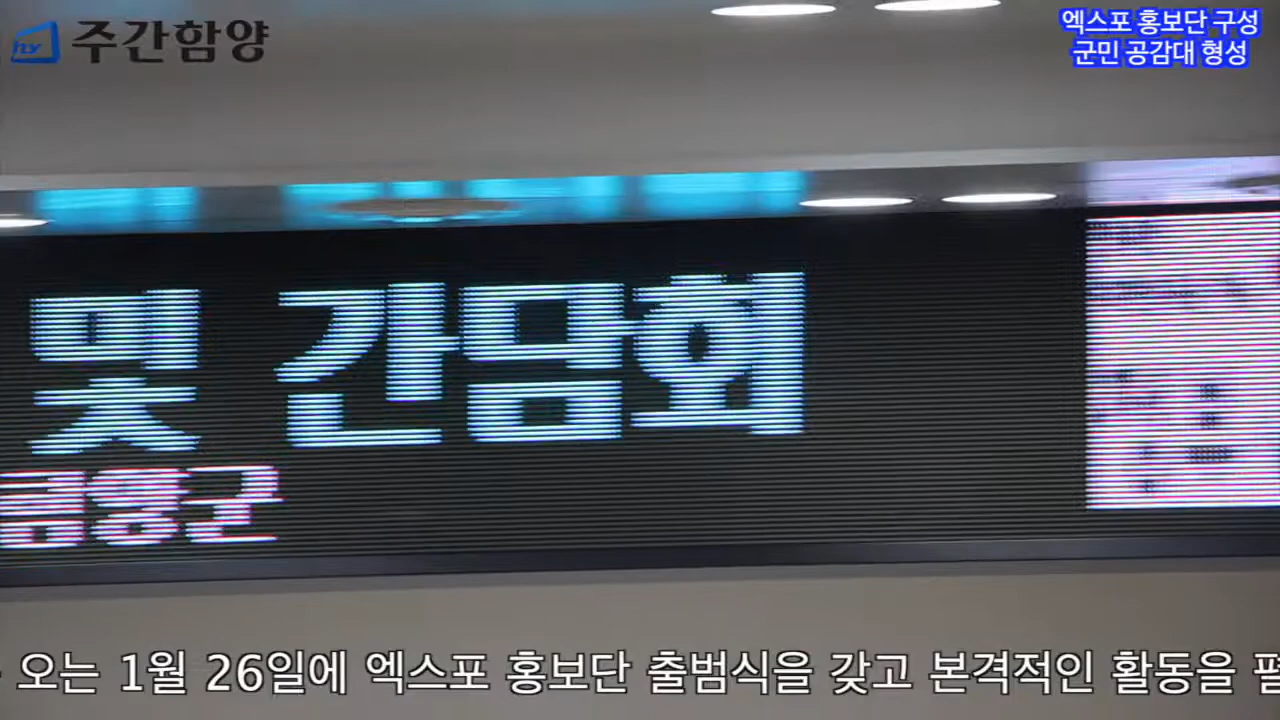 hy 주간함양
엑스포 홍보단 구성
군민 공감대 형성
및 간담회
오는 1월 26일에 엑스포 홍보단 출범식을 갖고 본격적인 활동을